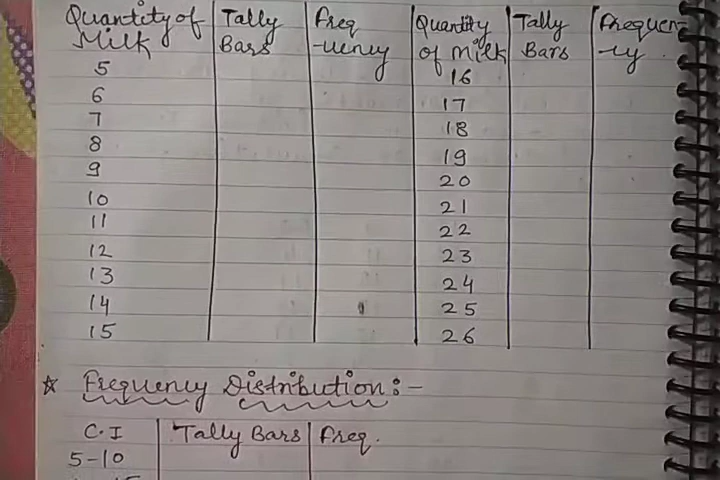 Quantity of Milk | Tally Bars | Freq-uency | Quantity of Milk | Tally Bars | Frequen-cy
5 | 16
6 | 17
7 | 18
8 | 19
9 | 20
10 | 21
11 | 22
12 | 23
13 | 24
14 | 25
15 | 26
☆ Frequency Distribution :-
C.I | Tally Bars | Freq.
5-10